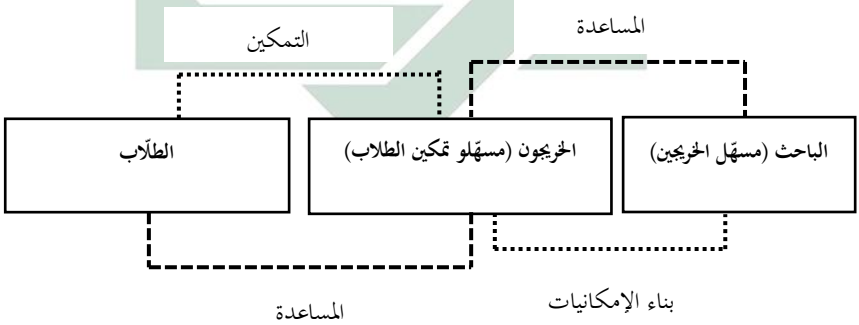 المساعدة
التمكين
الباحث (مسهّل الخريجين)
الخريجون (مسهّلو تمكين الطلاب)
الطلّاب
بناء الإمكانيات
المساعدة